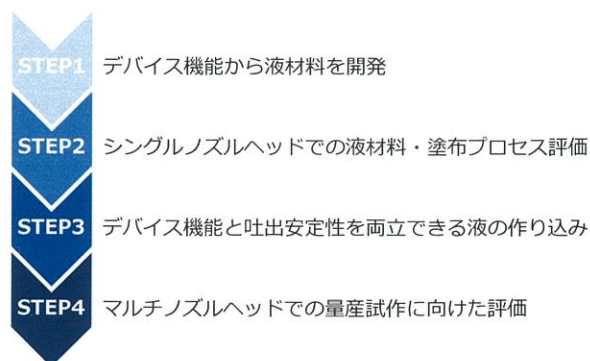 STEP1 デバイス機能から液材料を開発
STEP2 シングルノズルヘッドでの液材料・塗布プロセス評価
STEP3 デバイス機能と吐出安定性を両立できる液の作り込み
STEP4 マルチノズルヘッドでの量産試作に向けた評価